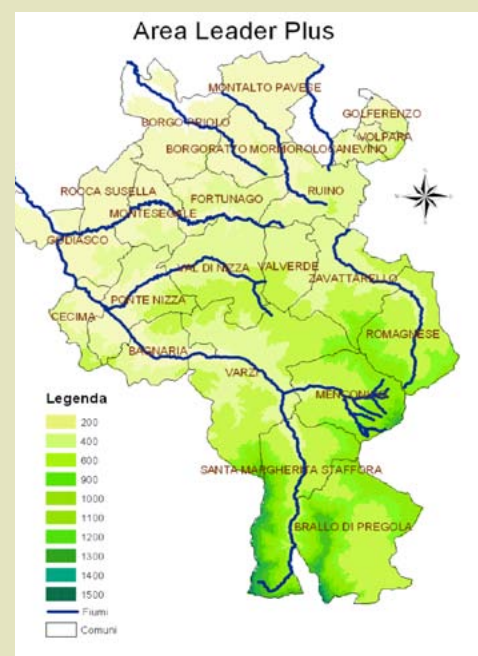 Area Leader Plus
MONTALTO PAVESE
GOLFERENZO
BORGO PRIOLO
VOLPARA
BORGORATTO MORMOROLO
CANEVINO
ROCCA SUSELLA
RUINO
FORTUNAGO
MONTESEGALE
GODIASCO
VAL DI NIZZA
VALVERDE
ZAVATTARELLO
PONTE NIZZA
CECIMA
ROMAGNESE
BAGNARIA
VARZI
MENCONICO
Legenda
200
400
600
900
1000
1100
1200
1300
1400
1500
Fiumi
Comuni
SANTA MARGHERITA STAFFORA
BRALLO DI PREGOLA